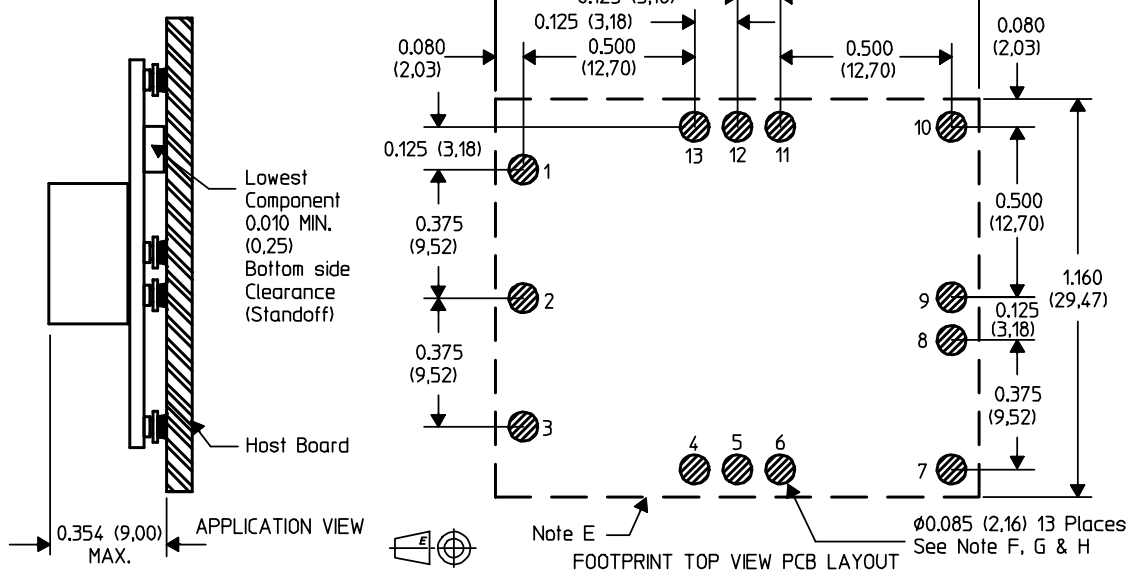 0.125 (3,18)
0.080
(2,03)
0.500
(12,70)
0.500
(12,70)
0.080
(2,03)
0.125 (3,18)
13
12
11
10
1
Lowest
Component
0.010 MIN.
(0,25)
Bottom side
Clearance
(Standoff)
0.375
(9,52)
0.500
(12,70)
2
9
1.160
(29,47)
0.125
(3,18)
8
0.375
(9,52)
0.375
(9,52)
3
Host Board
4
5
6
7
0.354 (9,00)
MAX.
APPLICATION VIEW
E
Note E
FOOTPRINT TOP VIEW PCB LAYOUT
ø0.085 (2,16) 13 Places
See Note F, G & H